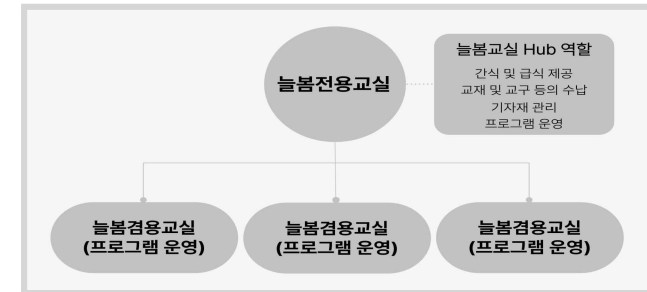 늘봄전용교실
늘봄교실 Hub 역할
간식 및 급식 제공
교재 및 교구 등의 수납
기자재 관리
프로그램 운영
늘봄겸용교실
(프로그램 운영)
늘봄겸용교실
(프로그램 운영)
늘봄겸용교실
(프로그램 운영)